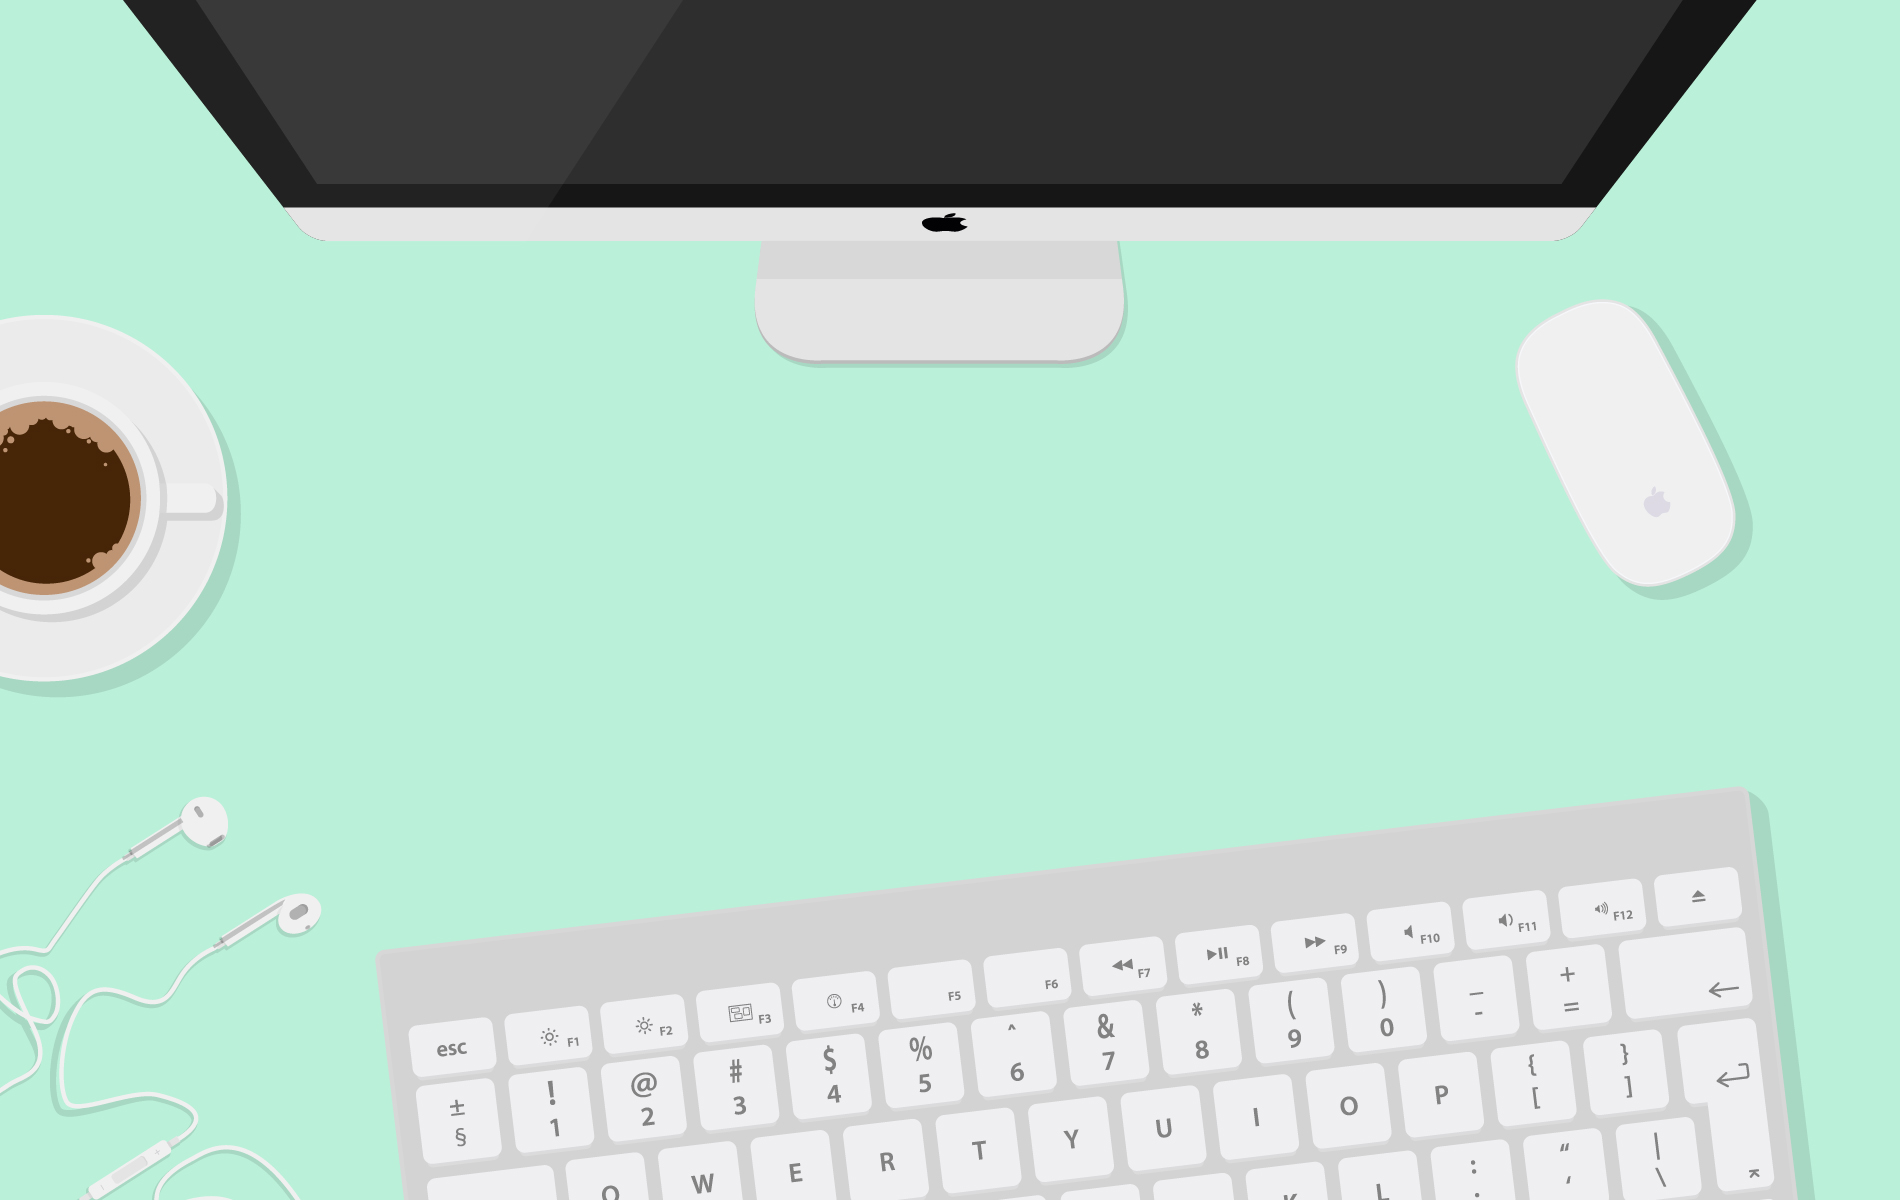 esc F1 F2 F3 F4 F5 F6 F7 F8 F9 F10 F11 F12
± ! @ # $ % ^ & * ( ) _ +
§ 1 2 3 4 5 6 7 8 9 0 - =
Q W E R T Y U I O P { }
[ ]
K L : “ |
‘ \